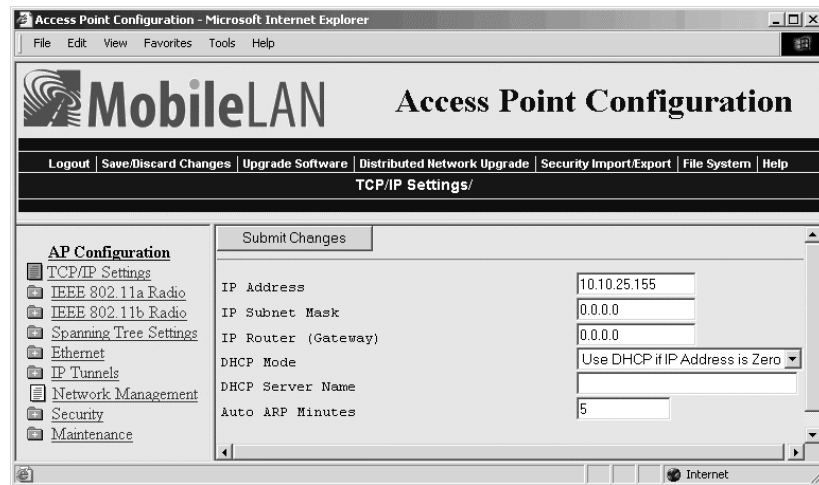 Access Point Configuration - Microsoft Internet Explorer
File Edit View Favorites Tools Help
MobileLAN Access Point Configuration
Logout | Save/Discard Changes | Upgrade Software | Distributed Network Upgrade | Security Import/Export | File System | Help
TCP/IP Settings/
AP Configuration
TCP/IP Settings
IEEE 802.11a Radio
IEEE 802.11b Radio
Spanning Tree Settings
Ethernet
IP Tunnels
Network Management
Security
Maintenance
Submit Changes
IP Address 10.10.25.155
IP Subnet Mask 0.0.0.0
IP Router (Gateway) 0.0.0.0
DHCP Mode Use DHCP if IP Address is Zero
DHCP Server Name
Auto ARP Minutes 5
Internet